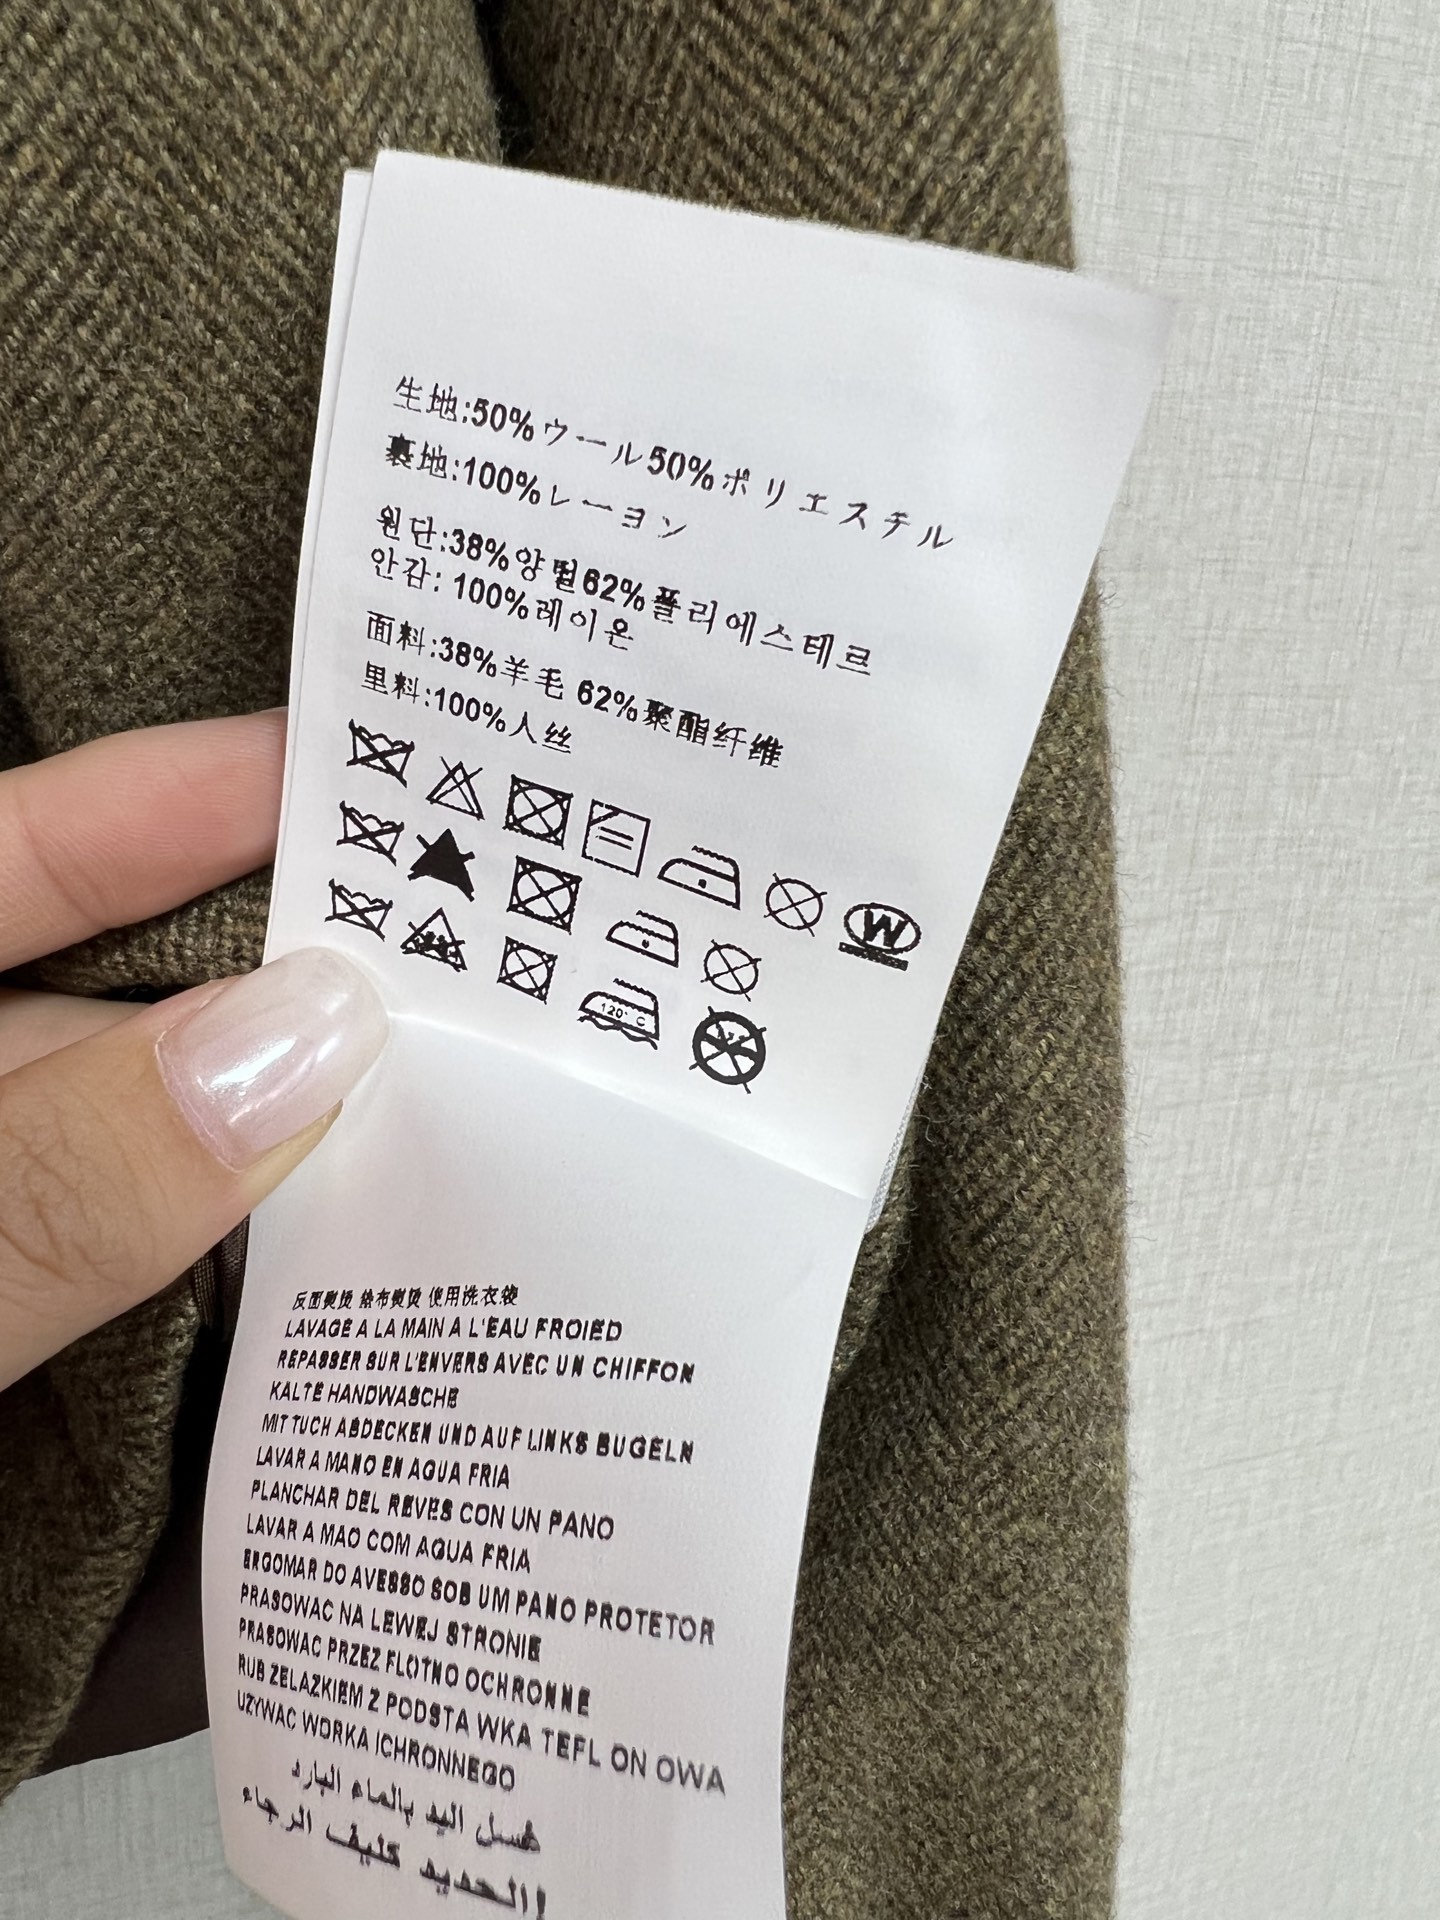 生地:50%ウール50%ポリエステル
裏地:100%レーヨン
원단:38%양털62%폴리에스테르
안감: 100%레이온
面料:38%羊毛 62%聚酯纤维
里料:100%人丝
W
120° C
反面熨烫 垫布熨烫 使用洗衣袋
LAVAGE A LA MAIN A L'EAU FROIED
REPASSER SUR L'ENVERS AVEC UN CHIFFON
KALTE HANDWASCHE
MIT TUCH ABDECKEN UND AUF LINKS BUGELN
LAVAR A MANO EN AGUA FRIA
PLANCHAR DEL REVES CON UN PANO
LAVAR A MAO COM AGUA FRIA
ERGOMAR DO AVESSO SOB UM PANO PROTETOR
PRASOWAC NA LEWEJ STRONIE
PRASOWAC PRZEZ FLOTNO OCHRONNE
RUB ZELAZKIEM Z PODSTA WKA TEFL ON OWA
UZYWAC WORKA ICHRONNEGO
غسل اليد بالماء البارد
الرجاء